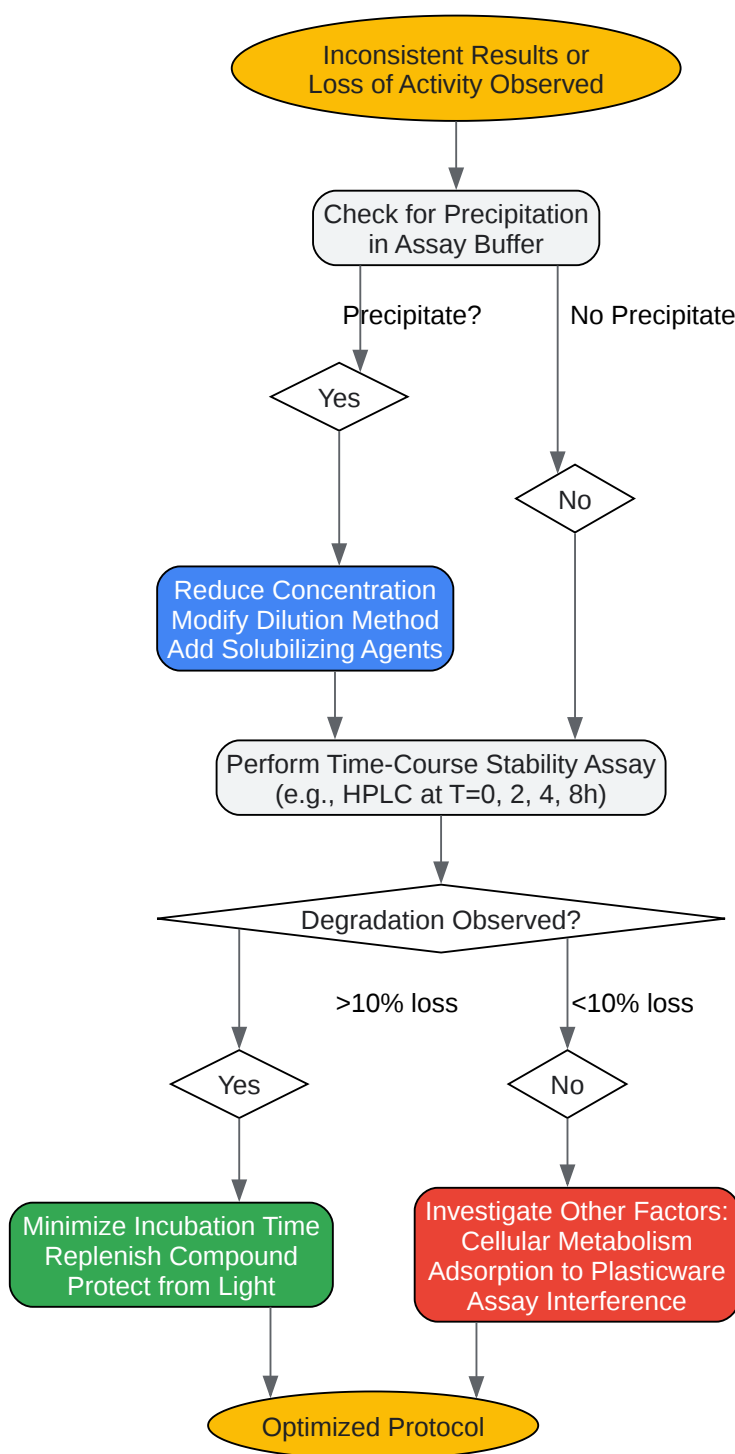 Inconsistent Results or
Loss of Activity Observed
Check for Precipitation
in Assay Buffer
Precipitate?
No Precipitate
Yes
No
Reduce Concentration
Modify Dilution Method
Add Solubilizing Agents
Perform Time-Course Stability Assay
(e.g., HPLC at T=0, 2, 4, 8h)
Degradation Observed?
>10% loss
<10% loss
Yes
No
Minimize Incubation Time
Replenish Compound
Protect from Light
Investigate Other Factors:
Cellular Metabolism
Adsorption to Plasticware
Assay Interference
Optimized Protocol